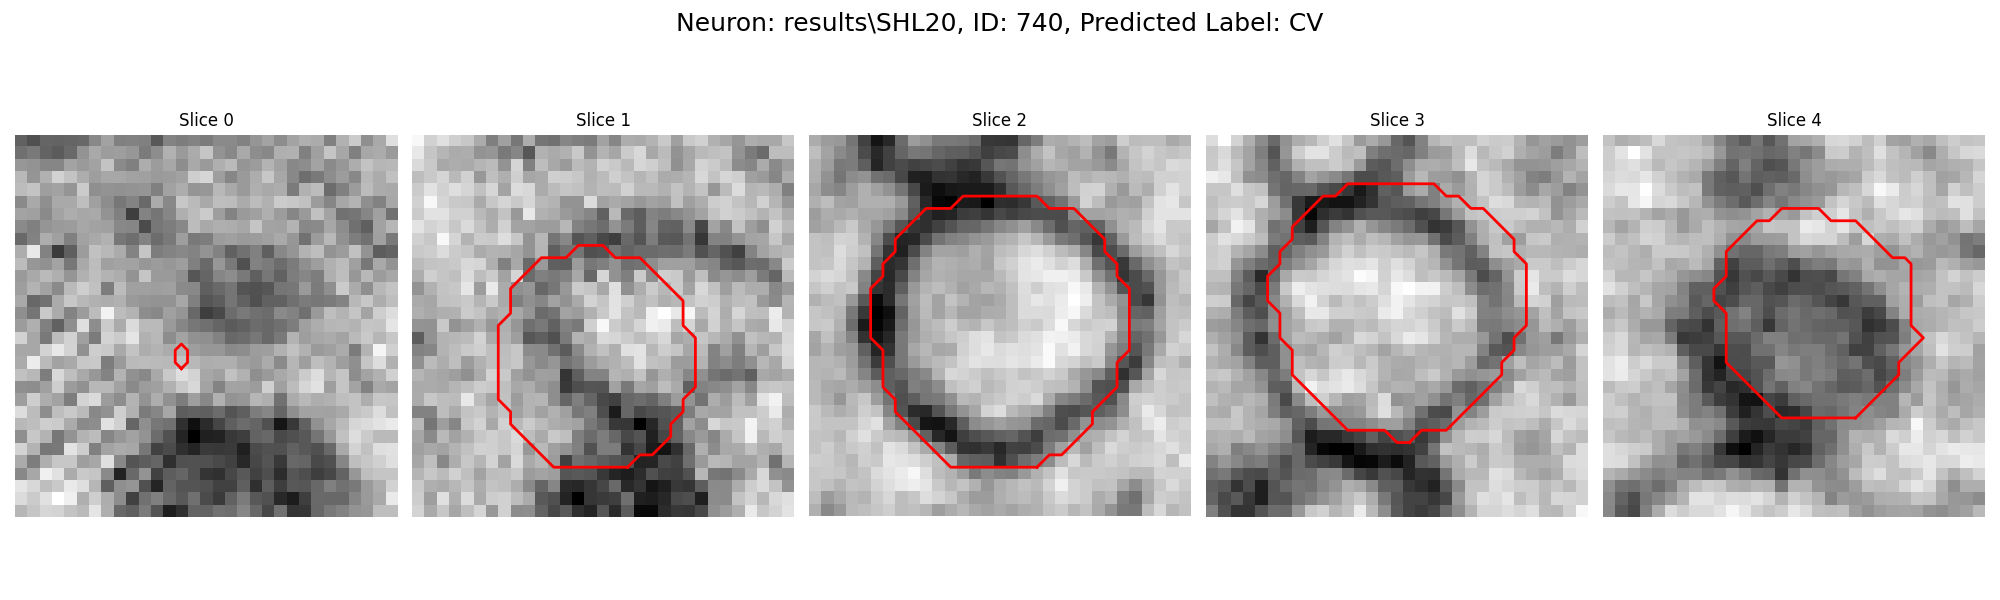 Neuron: results\SHL20, ID: 740, Predicted Label: CV
Slice 0
Slice 1
Slice 2
Slice 3
Slice 4